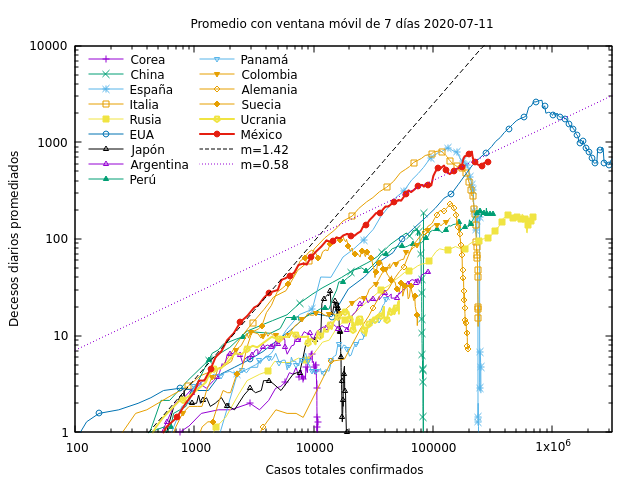 Promedio con ventana móvil de 7 días 2020-07-11
10000
1000
100
10
1
Decesos diarios promediados
Corea
China
España
Italia
Rusia
EUA
Japón
Argentina
Perú
Panamá
Colombia
Alemania
Suecia
Ucrania
México
m=1.42
m=0.58
100
1000
10000
100000
1x10⁶
Casos totales confirmados